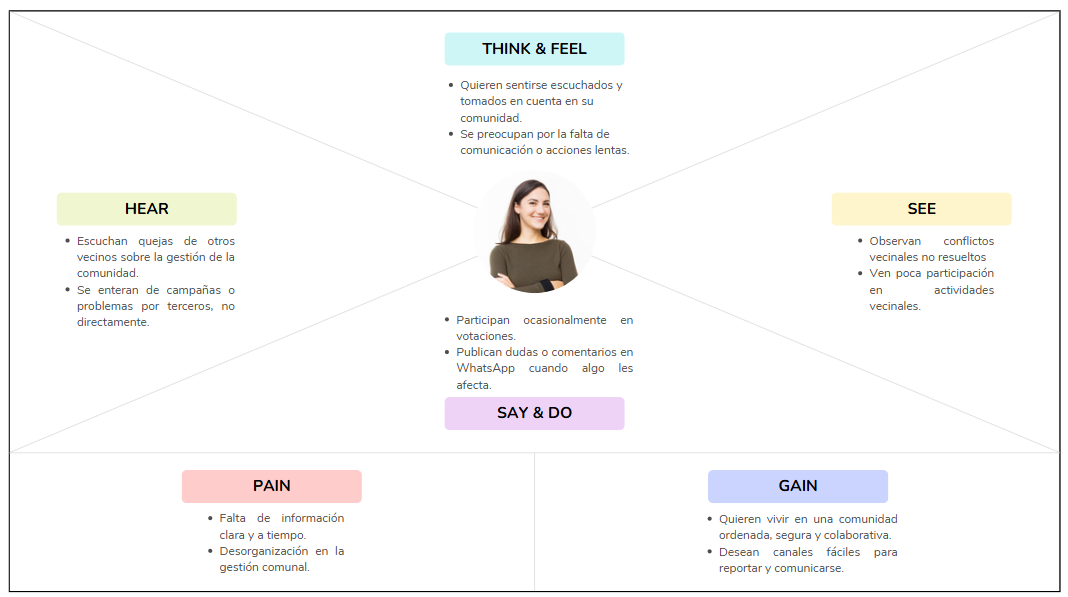 THINK & FEEL
• Quieren sentirse escuchados y
tomados en cuenta en su
comunidad.
• Se preocupan por la falta de
comunicación o acciones lentas.
HEAR
• Escuchan quejas de otros
vecinos sobre la gestión de la
comunidad.
• Se enteran de campañas o
problemas por terceros, no
directamente.
SEE
• Observan conflictos
vecinales no resueltos
• Ven poca participación
en actividades
vecinales.
• Participan ocasionalmente en
votaciones.
• Publican dudas o comentarios en
WhatsApp cuando algo les
afecta.
SAY & DO
PAIN
• Falta de información
clara y a tiempo.
• Desorganización en la
gestión comunal.
GAIN
• Quieren vivir en una comunidad
ordenada, segura y colaborativa.
• Desean canales fáciles para
reportar y comunicarse.